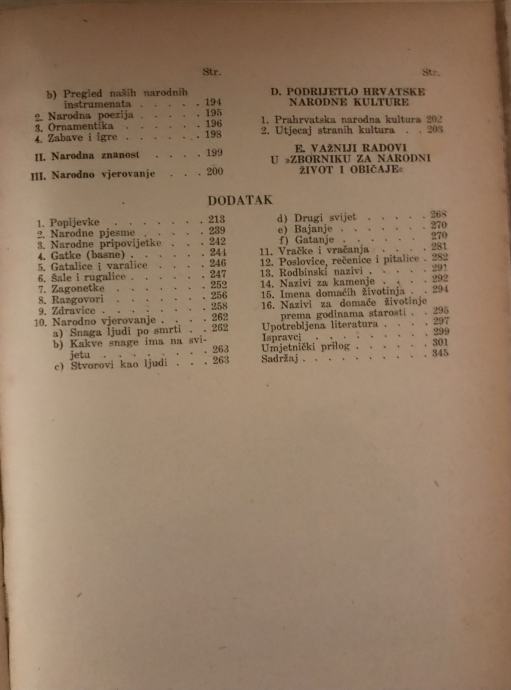 Str.
b) Pregled naših narodnih
instrumenata . . . . . 194
2. Narodna poezija . . . . . 195
3. Ornamentika . . . . . . 196
4. Zabave i igre . . . . . . 198
II. Narodna znanost . . . . 199
III. Narodno vjerovanje . . . 200
Str.
D. PODRIJETLO HRVATSKE
NARODNE KULTURE
1. Prahrvatska narodna kultura 202
2. Utjecaj stranih kultura . . 203
E. VAŽNIJI RADOVI
U »ZBORNIKU ZA NARODNI
ŽIVOT I OBIČAJE«
DODATAK
1. Popijevke . . . . . . . 213
2. Narodne pjesme . . . . . 239
3. Narodne pripovijetke . . . 242
4. Gatke (basne) . . . . . . 244
5. Gatalice i varalice . . . . 246
6. Šale i rugalice . . . . . . 247
7. Zagonetke . . . . . . . 252
8. Razgovori . . . . . . . 256
9. Zdravice . . . . . . . . 258
10. Narodno vjerovanje . . . . 262
a) Snaga ljudi po smrti . . 262
b) Kakve snage ima na svi-
jetu . . . . . . . . 263
c) Stvorovi kao ljudi . . . 263
d) Drugi svijet . . . . . 268
e) Bajanje . . . . . . . 270
f) Gatanje . . . . . . . 270
11. Vračke i vračanja . . . . 281
12. Poslovice, rečenice i pitalice . 282
13. Rodbinski nazivi . . . . . 291
14. Nazivi za kamenje . . . . 292
15. Imena domaćih životinja . . 294
16. Nazivi za domaće životinje
prema godinama starosti . . 295
Upotrebljena literatura . . . . 297
Ispravci . . . . . . . . . 299
Umjetnički prilog . . . . . . 301
Sadržaj . . . . . . . . . . 345